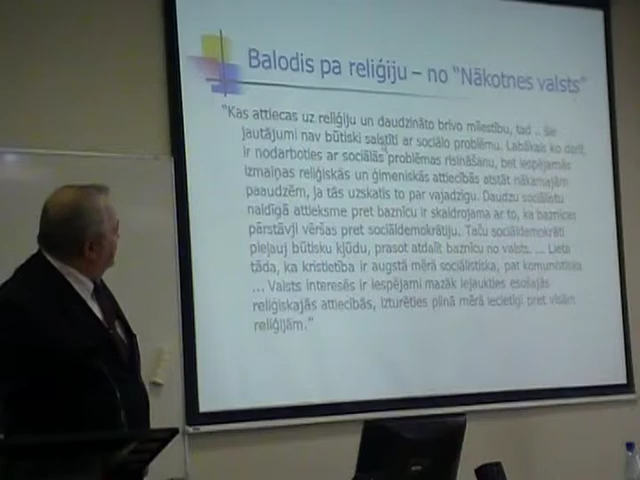 Balodis pa reliģiju – no "Nākotnes valsts"
"Kas attiecas uz reliģiju un daudzināto brīvo mīlestību, tad .. šie
jautājumi nav būtiski saistīti ar sociālo problēmu. Labākais ko darīt
ir nodarboties ar sociālās problēmas risināšanu, bet iespējamās
izmaiņas reliģiskās un ģimeniskās attiecībās atstāt nākamajām
paaudzēm, ja tās uzskatīs to par vajadzīgu. Daudzu sociālistu
naidīgā attieksme pret baznīcu ir skaidrojama ar to, ka baznīcas
pārstāvji vēršas pret sociāldemokrātiju. Taču sociāldemokrāti
pieļauj būtisku kļūdu, prasot atdalīt baznīcu no valsts. ... Lieta
tāda, ka kristietība ir augstā mērā sociālistiska, pat komunistiska
... Valsts interesēs ir iespējami mazāk iejaukties esošajās
reliģiskajās attiecībās, izturēties pilnā mērā iecietīgi pret visām
reliģijām."